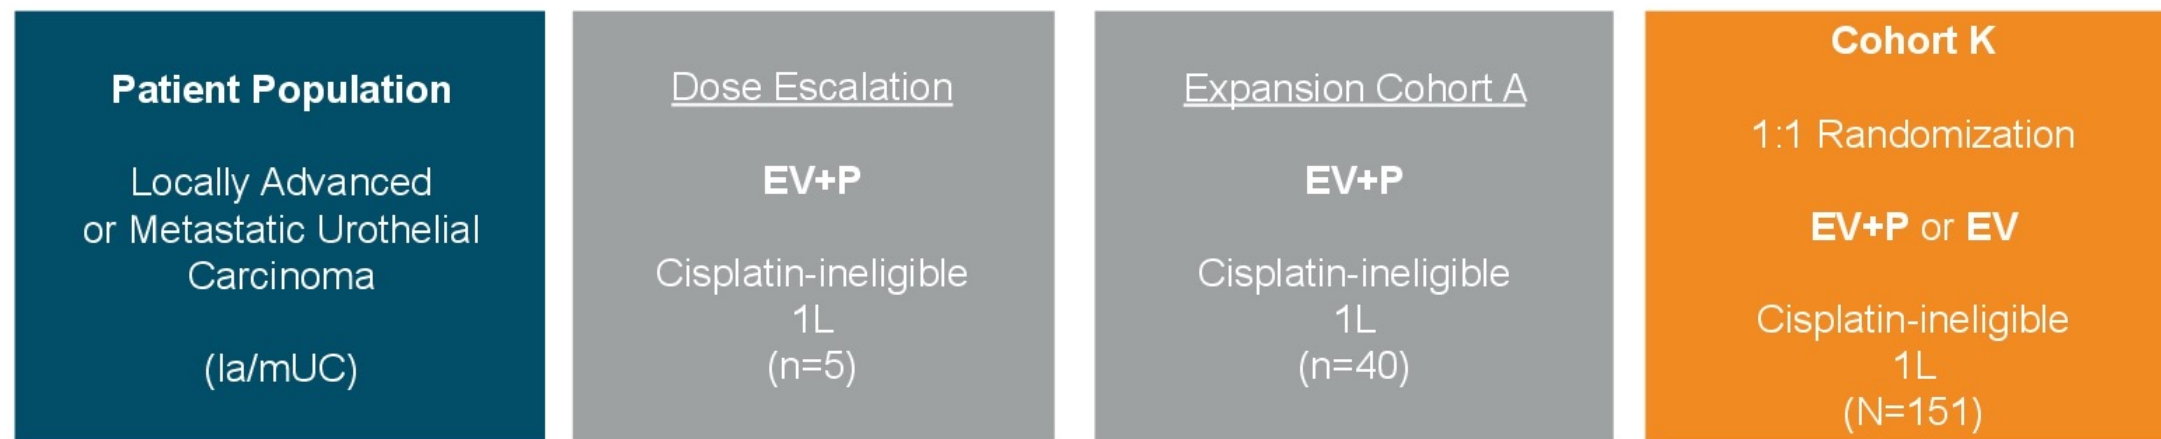 Patient Population
Locally Advanced
or Metastatic Urothelial
Carcinoma
(la/mUC)
Dose Escalation
EV+P
Cisplatin-ineligible
1L
(n=5)
Expansion Cohort A
EV+P
Cisplatin-ineligible
1L
(n=40)
Cohort K
1:1 Randomization
EV+P or EV
Cisplatin-ineligible
1L
(N=151)